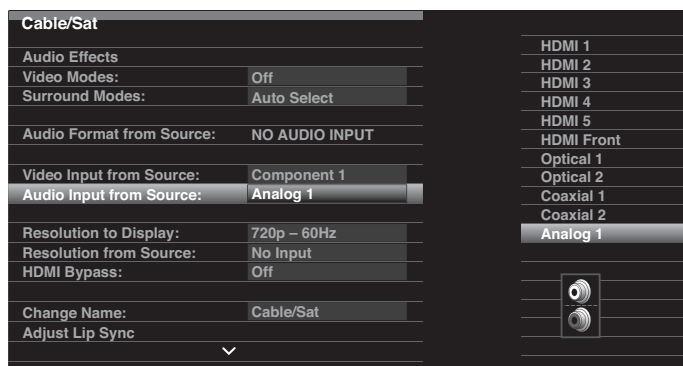 Cable/Sat
Audio Effects
Video Modes: Off
Surround Modes: Auto Select
Audio Format from Source: NO AUDIO INPUT
Video Input from Source: Component 1
Audio Input from Source: Analog 1
Resolution to Display: 720p – 60Hz
Resolution from Source: No Input
HDMI Bypass: Off
Change Name: Cable/Sat
Adjust Lip Sync
HDMI 1
HDMI 2
HDMI 3
HDMI 4
HDMI 5
HDMI Front
Optical 1
Optical 2
Coaxial 1
Coaxial 2
Analog 1